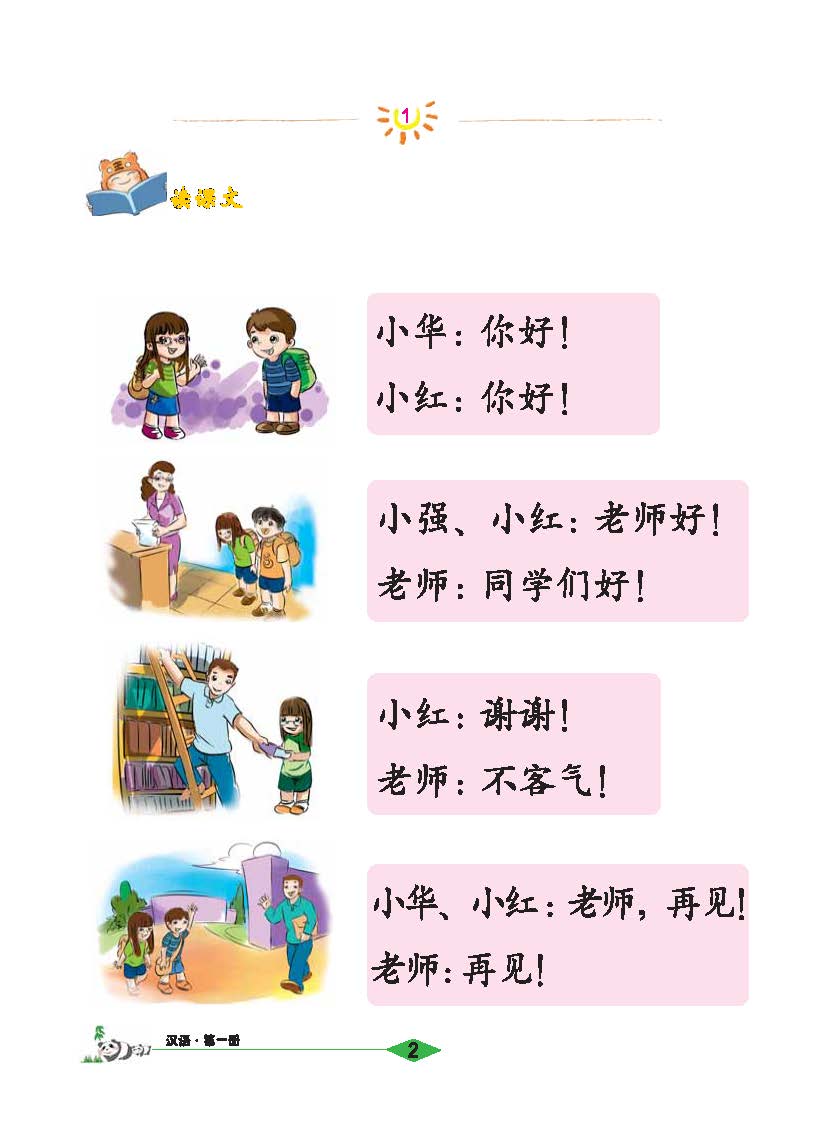 1
读课文
小华：你好！
小红：你好！
小强、小红：老师好！
老师：同学们好！
小红：谢谢！
老师：不客气！
小华、小红：老师，再见！
老师：再见！
汉语·第一册
2